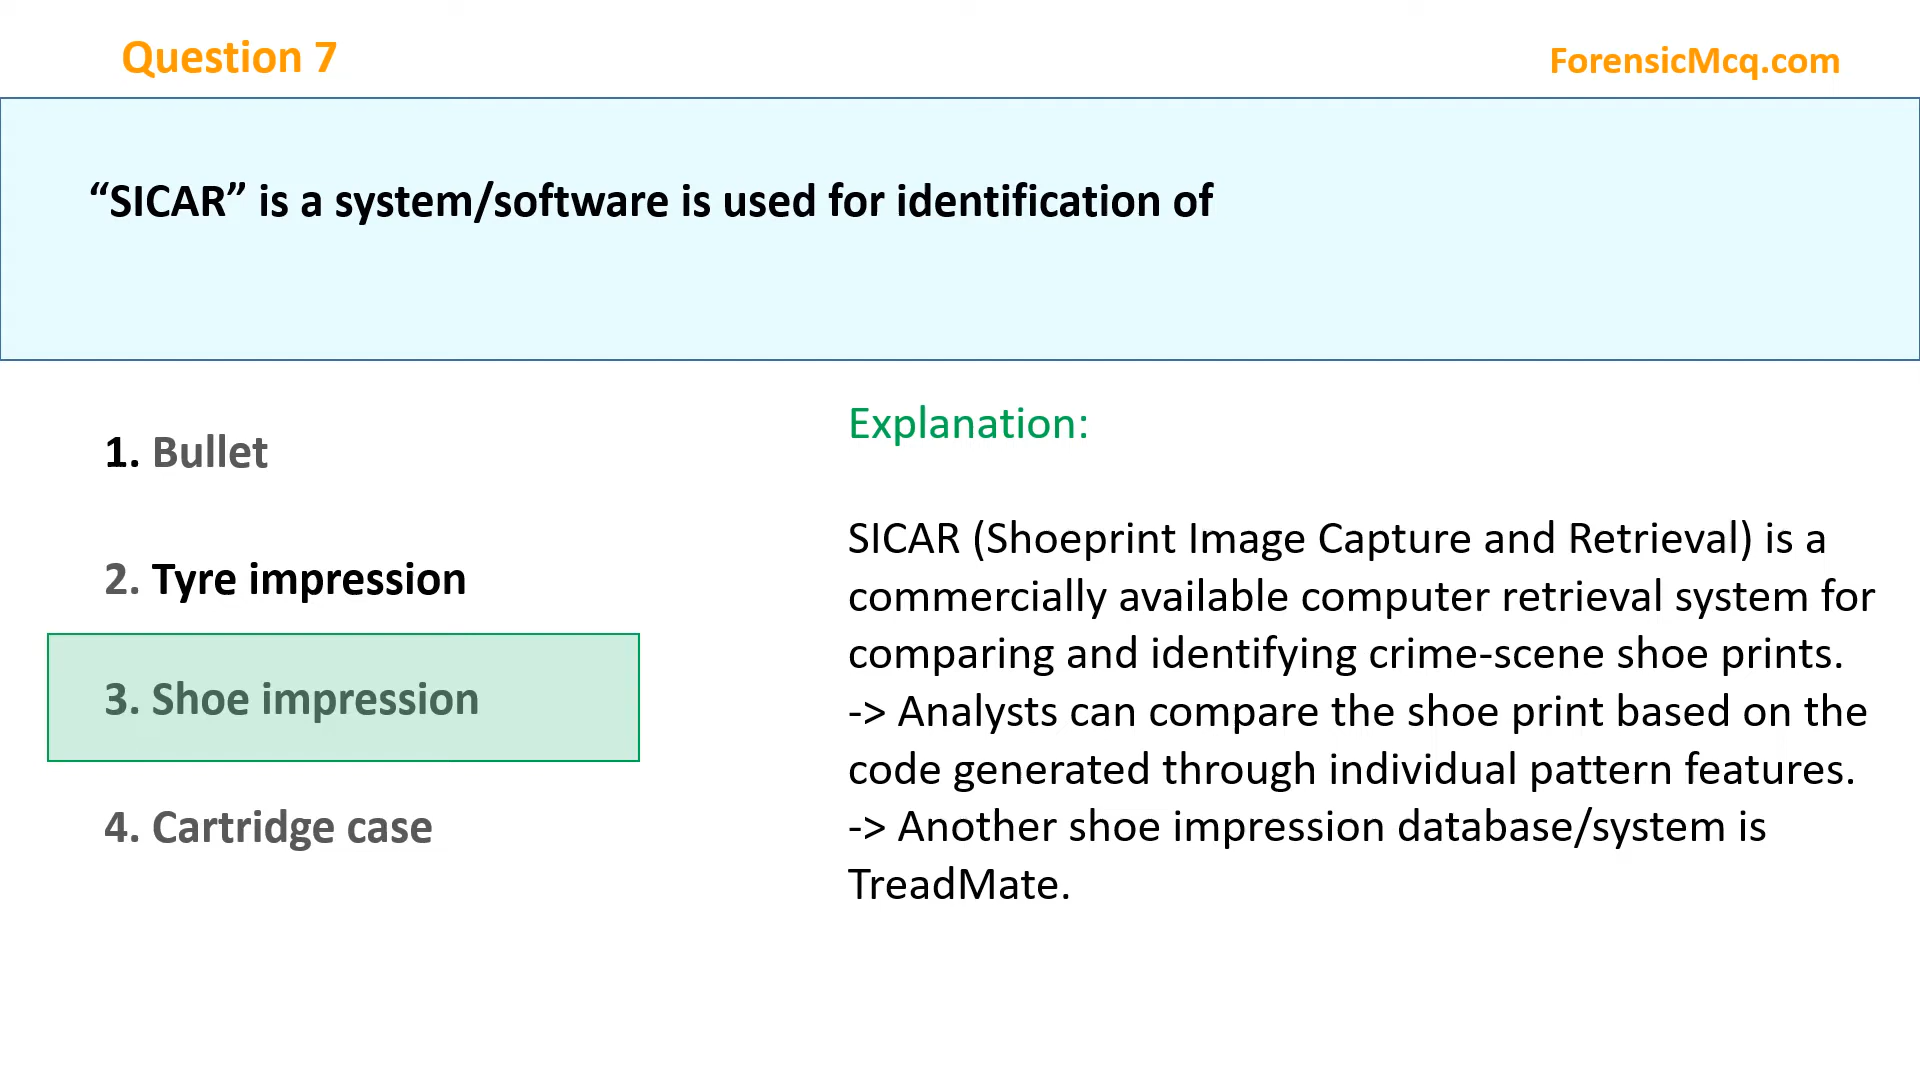 Question 7
ForensicMcq.com
“SICAR” is a system/software is used for identification of
1. Bullet
2. Tyre impression
3. Shoe impression
4. Cartridge case
Explanation:
SICAR (Shoeprint Image Capture and Retrieval) is a
commercially available computer retrieval system for
comparing and identifying crime-scene shoe prints.
-> Analysts can compare the shoe print based on the
code generated through individual pattern features.
-> Another shoe impression database/system is
TreadMate.